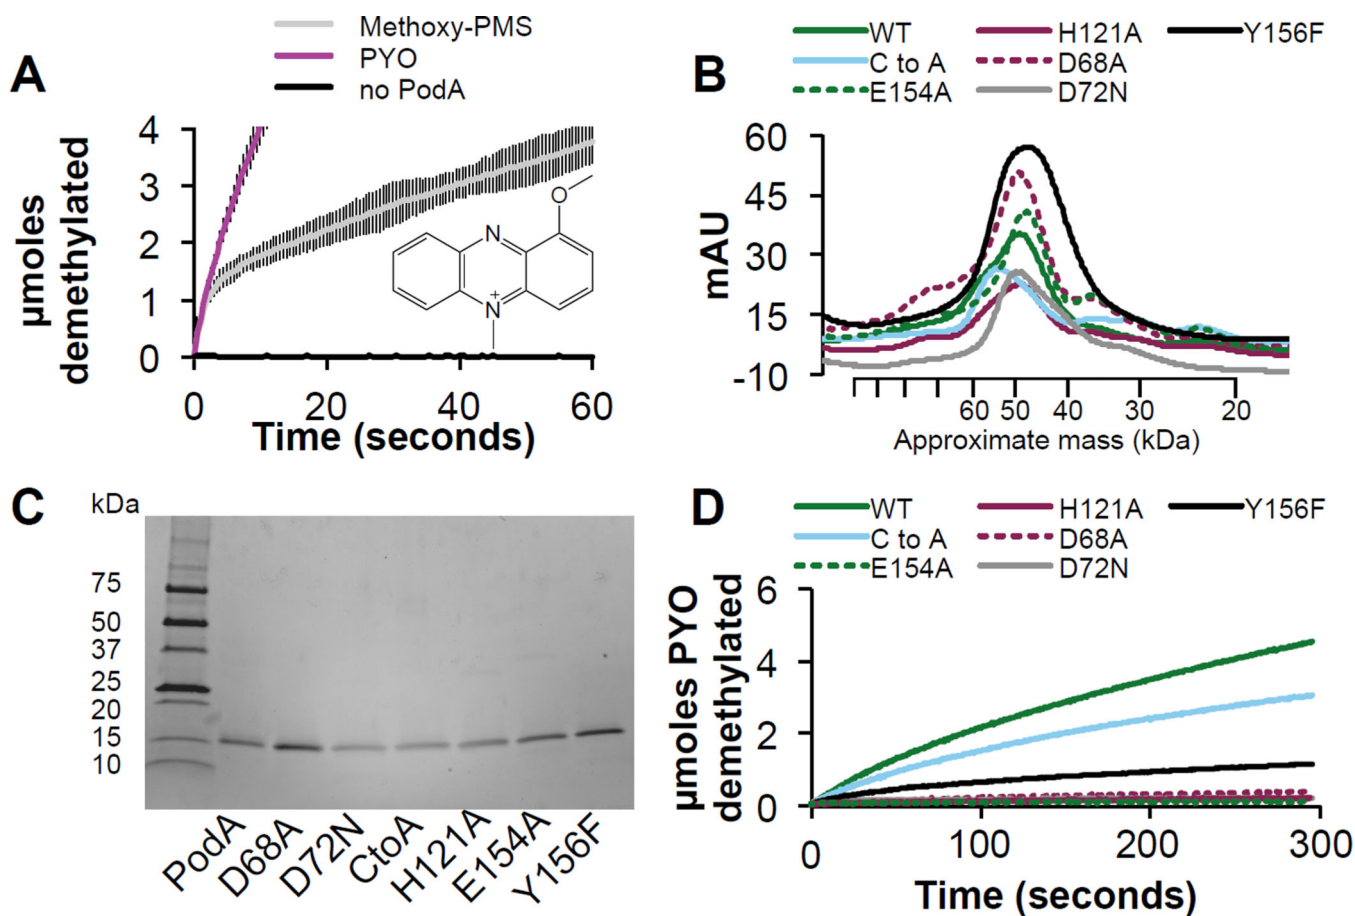 A
Methoxy-PMS
PYO
no PodA
µmoles
demethylated
4
3
2
1
0
0 20 40 60
Time (seconds)
N
N
+
O
B
WT H121A Y156F
C to A D68A
E154A D72N
mAU
60
45
30
15
-10
60 50 40 30 20
Approximate mass (kDa)
C
kDa
75
50
37
25
20
15
10
PodA
D68A
D72N
CtoA
H121A
E154A
Y156F
D
WT H121A Y156F
C to A D68A
E154A D72N
µmoles PYO
demethylated
6
4
2
0
0 100 200 300
Time (seconds)